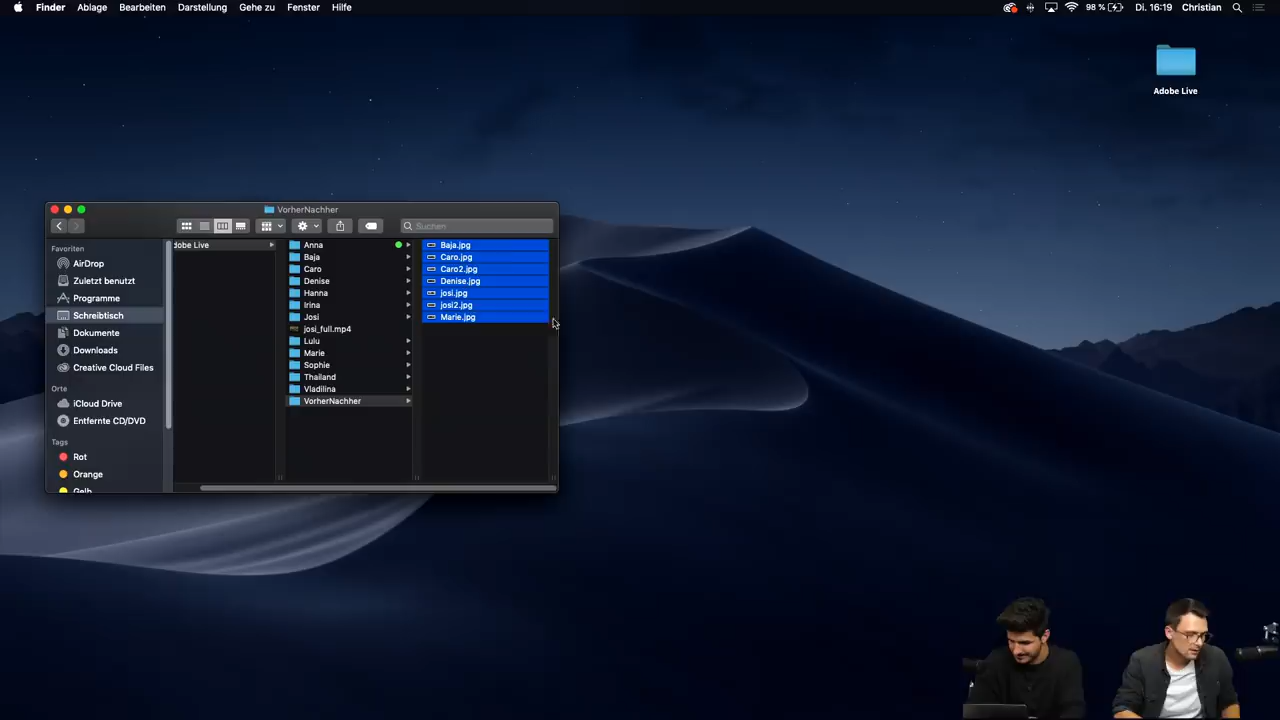 Finder Ablage Bearbeiten Darstellung Gehe zu Fenster Hilfe
98 % Di. 16:19 Christian
Adobe Live
VorherNachher
Suchen
Favoriten
AirDrop
Zuletzt benutzt
Programme
Schreibtisch
Dokumente
Downloads
Creative Cloud Files
Orte
iCloud Drive
Entfernte CD/DVD
Tags
Rot
Orange
Gelb
dobe Live
Anna
Baja
Caro
Denise
Hanna
Irina
Josi
josi_full.mp4
Lulu
Marie
Sophie
Thailand
Vladilina
VorherNachher
Baja.jpg
Caro.jpg
Caro2.jpg
Denise.jpg
josi.jpg
josi2.jpg
Marie.jpg